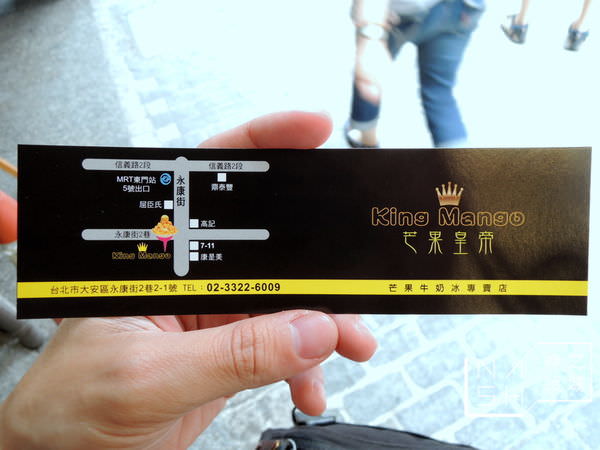 信義路2段
信義路2段
MRT東門站
5號出口
永康街
鼎泰豐
屈臣氏
高記
永康街2巷
7-11
King Mango
康是美
King Mango
芒果皇帝
台北市大安區永康街2巷2-1號 TEL：02-3322-6009
芒果牛奶冰專賣店